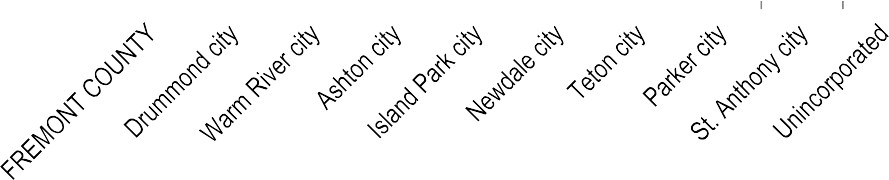 FREMONT COUNTY
Drummond city
Warm River city
Ashton city
Island Park city
Newdale city
Teton city
Parker city
St. Anthony city
Unincorporated